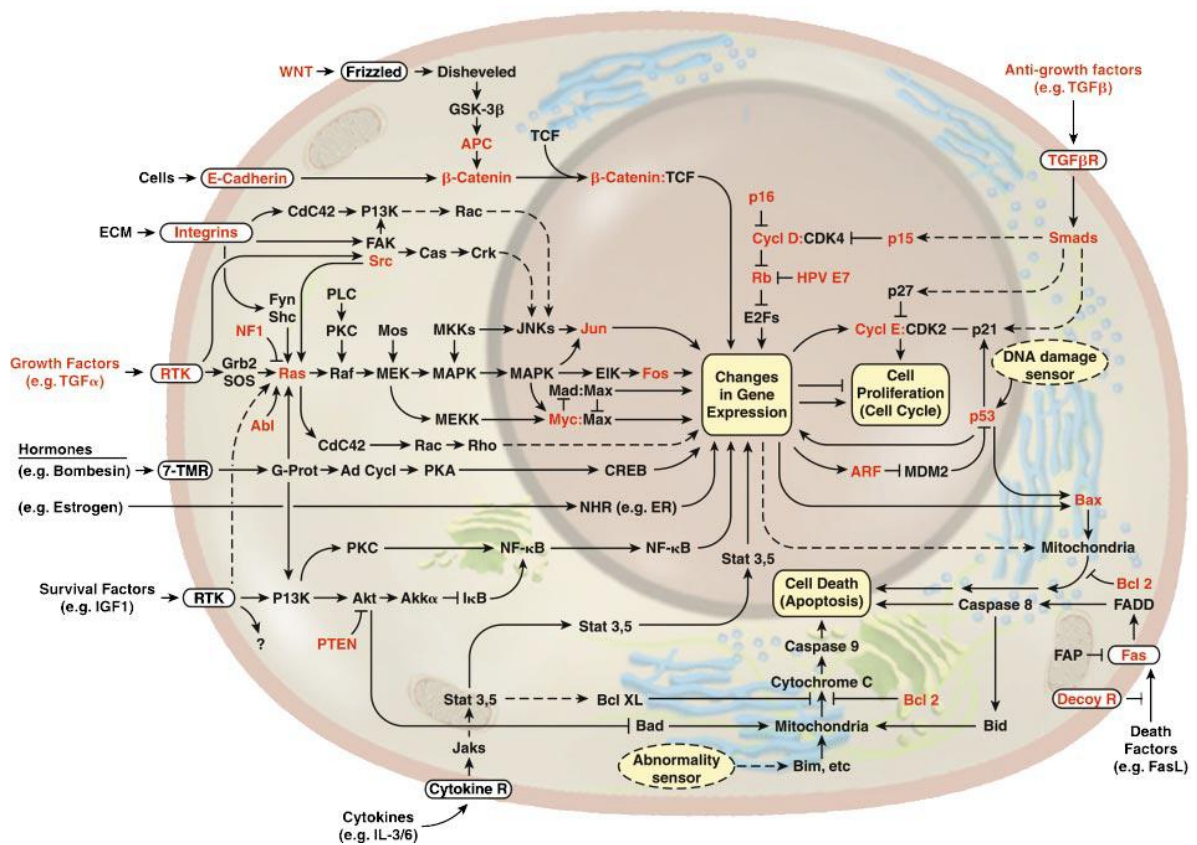 WNT
Frizzled
Disheveled
GSK-3β
APC
TCF
Cells
E-Cadherin
β-Catenin
β-Catenin:TCF
Anti-growth factors
(e.g. TGFβ)
TGFβR
Smads
p16
Cycl D:CDK4
p15
Rb
HPV E7
E2Fs
p27
Cycl E:CDK2
p21
DNA damage
sensor
ECM
Integrins
CdC42
P13K
Rac
FAK
Src
Cas
Crk
Fyn
Shc
NF1
PLC
PKC
Mos
MKKs
JNKs
Jun
Growth Factors
(e.g. TGFα)
RTK
Grb2
SOS
Ras
Raf
MEK
MAPK
MAPK
ElK
Fos
Mad:Max
MEKK
Myc:Max
Abl
CdC42
Rac
Rho
Changes
in Gene
Expression
Cell
Proliferation
(Cell Cycle)
p53
ARF
MDM2
Bax
Hormones
(e.g. Bombesin)
7-TMR
G-Prot
Ad Cycl
PKA
CREB
(e.g. Estrogen)
NHR (e.g. ER)
PKC
NF-κB
NF-κB
Stat 3,5
Mitochondria
Survival Factors
(e.g. IGF1)
RTK
P13K
Akt
Akkα
IκB
?
PTEN
Cell Death
(Apoptosis)
Bcl 2
Caspase 8
FADD
Stat 3,5
Caspase 9
FAP
Fas
Cytochrome C
Stat 3,5
Bcl XL
Bcl 2
Decoy R
Bad
Mitochondria
Bid
Death
Factors
(e.g. FasL)
Jaks
Abnormality
sensor
Bim, etc
Cytokine R
Cytokines
(e.g. IL-3/6)